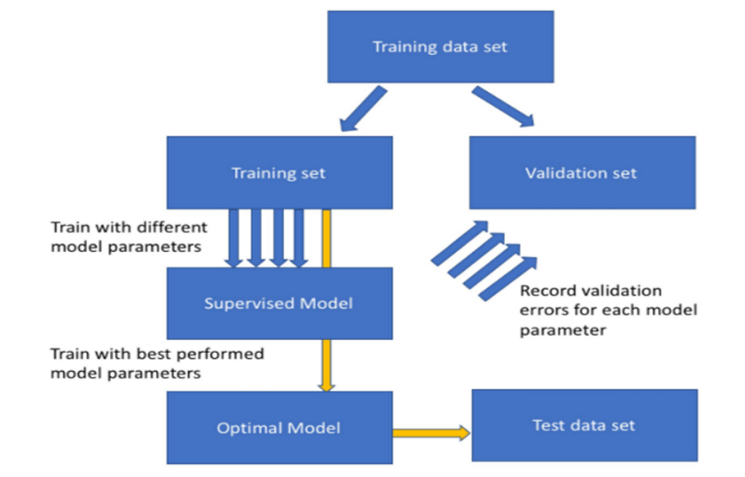 Training data set
Training set
Validation set
Train with different
model parameters
Supervised Model
Record validation
errors for each model
parameter
Train with best performed
model parameters
Optimal Model
Test data set